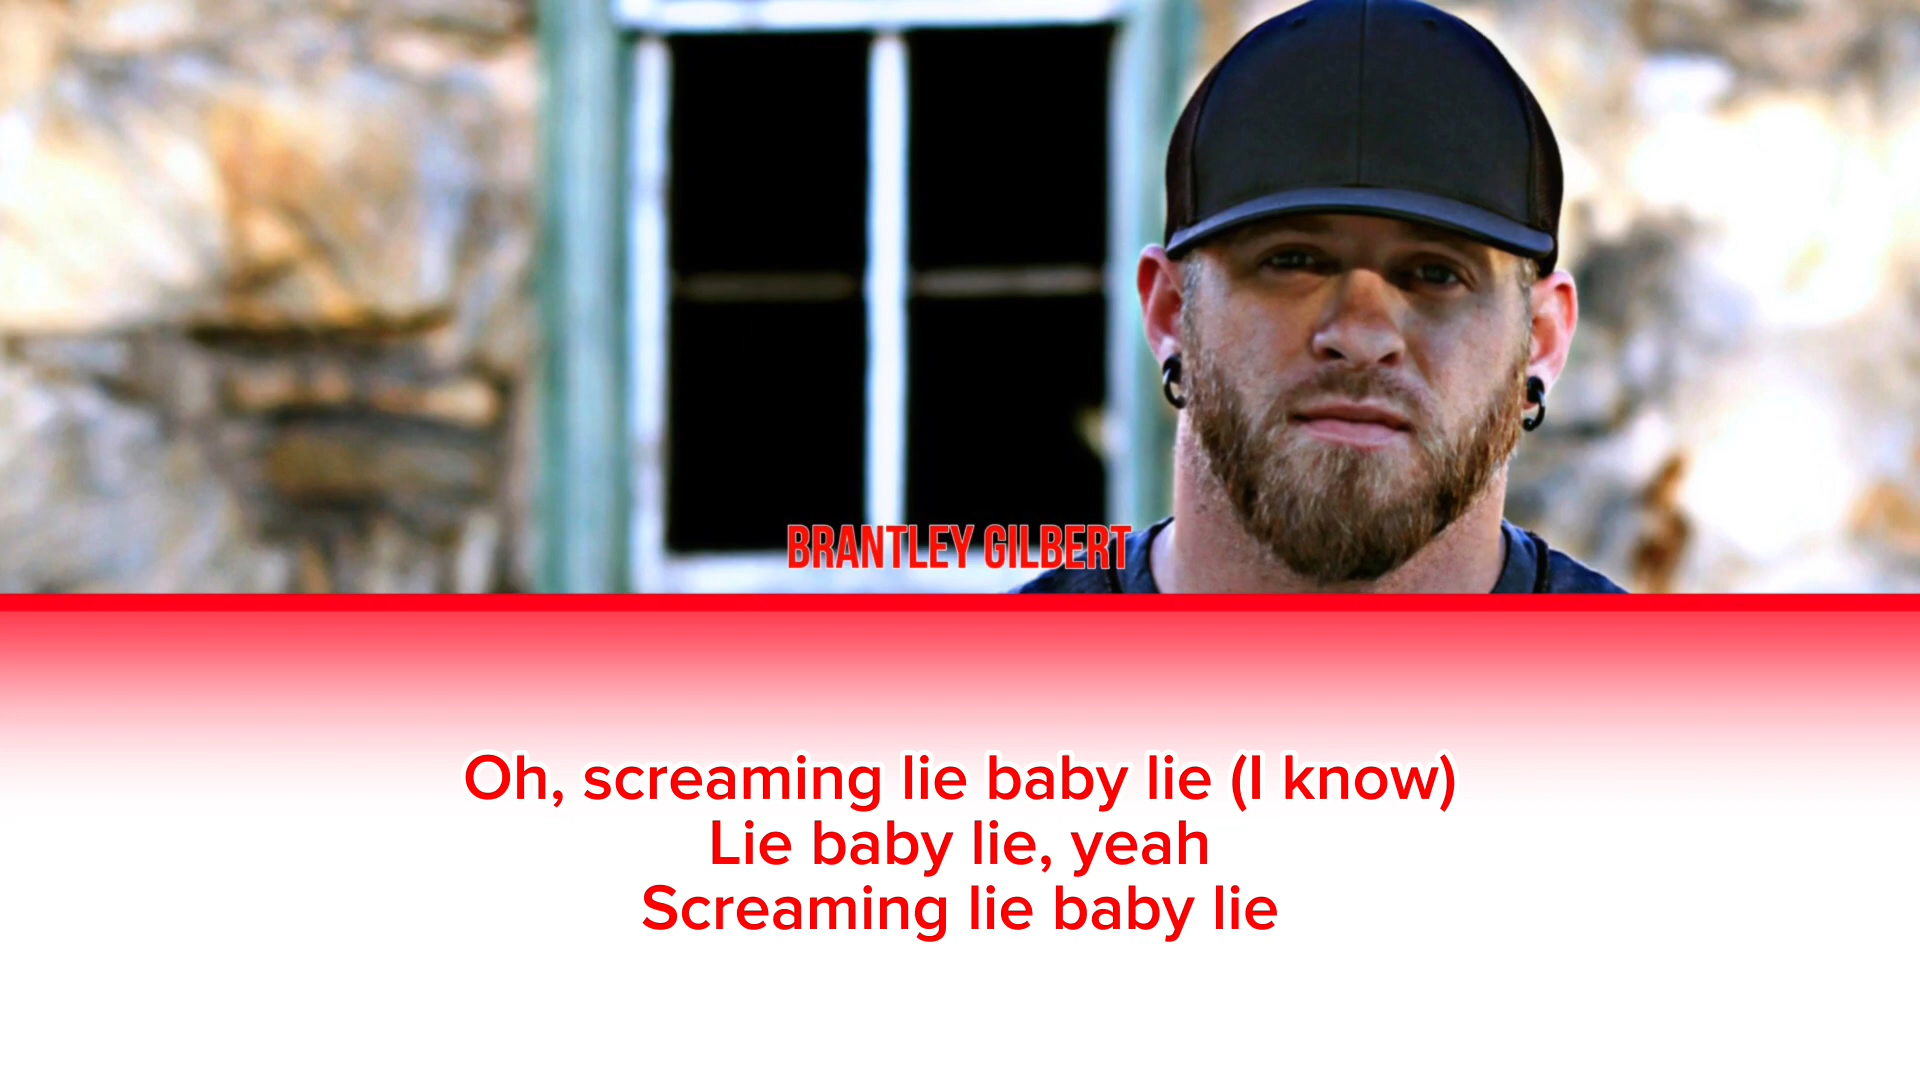 BRANTLEY GILBERT
Oh, screaming lie baby lie (I know)
Lie baby lie, yeah
Screaming lie baby lie